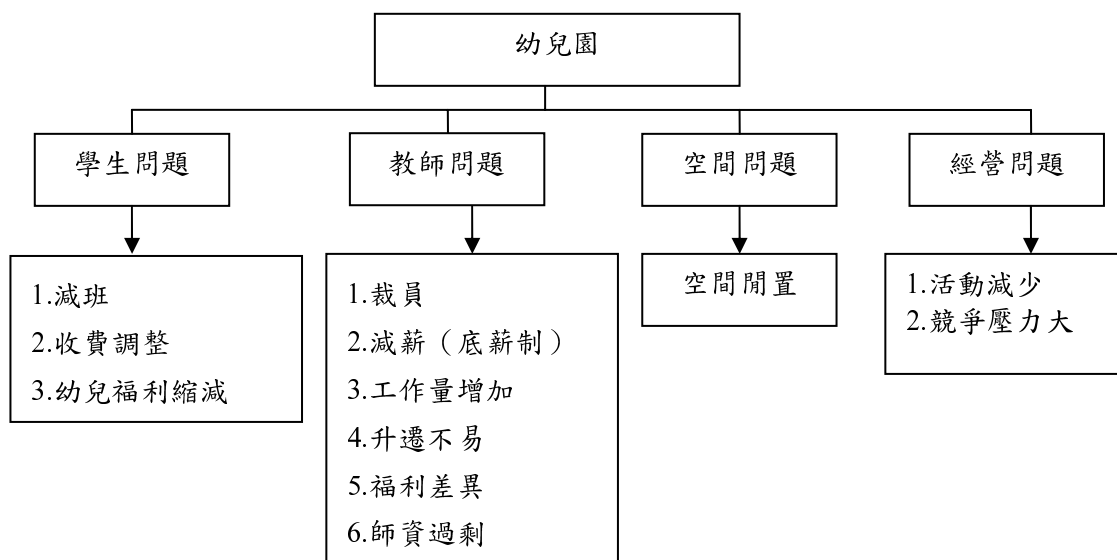 幼兒園
學生問題
教師問題
空間問題
經營問題
1.減班
2.收費調整
3.幼兒福利縮減
1.裁員
2.減薪（底薪制）
3.工作量增加
4.升遷不易
5.福利差異
6.師資過剩
空間閒置
1.活動減少
2.競爭壓力大